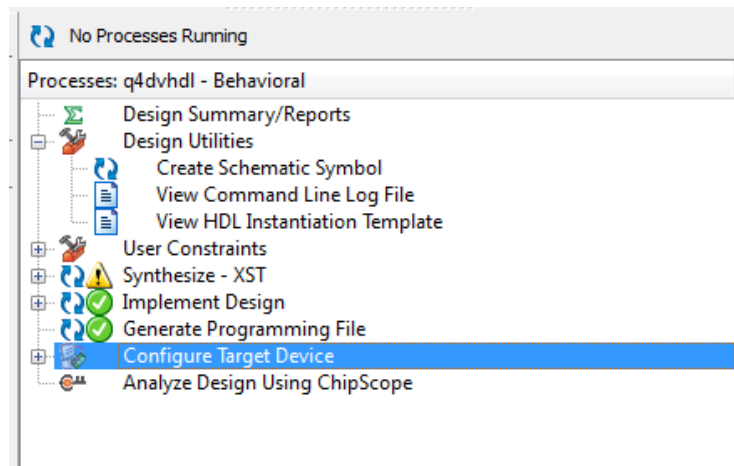 No Processes Running
Processes: q4dvhdl - Behavioral
Design Summary/Reports
Design Utilities
Create Schematic Symbol
View Command Line Log File
View HDL Instantiation Template
User Constraints
Synthesize - XST
Implement Design
Generate Programming File
Configure Target Device
Analyze Design Using ChipScope